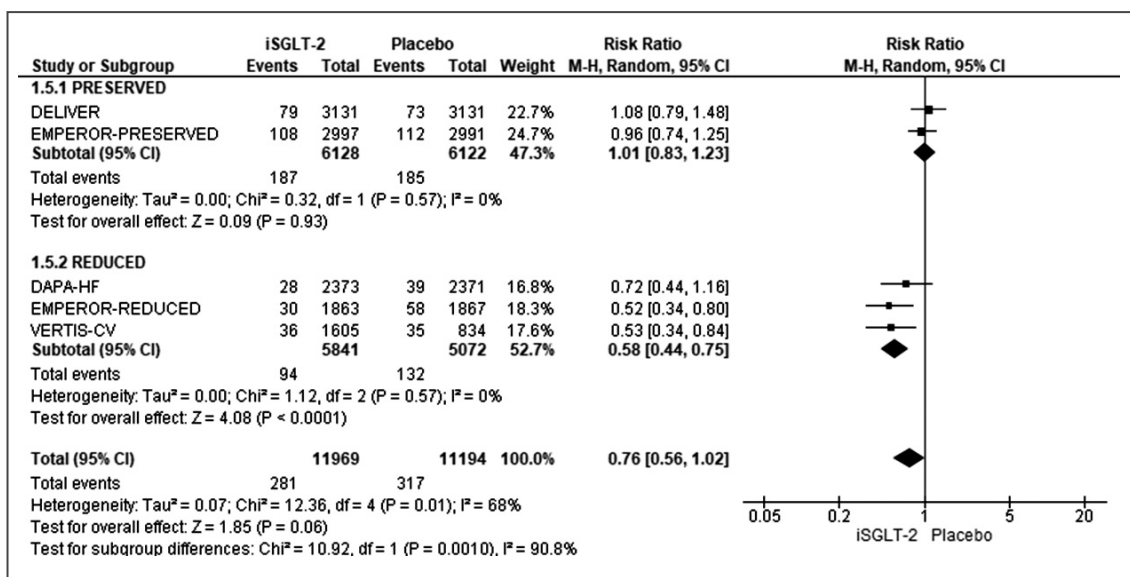 iSGLT-2 Placebo Risk Ratio Risk Ratio
Study or Subgroup Events Total Events Total Weight M-H, Random, 95% CI M-H, Random, 95% CI
1.5.1 PRESERVED
DELIVER 79 3131 73 3131 22.7% 1.08 [0.79, 1.48]
EMPEROR-PRESERVED 108 2997 112 2991 24.7% 0.96 [0.74, 1.25]
Subtotal (95% CI) 6128 6122 47.3% 1.01 [0.83, 1.23]
Total events 187 185
Heterogeneity: Tau² = 0.00; Chi² = 0.32, df = 1 (P = 0.57); I² = 0%
Test for overall effect: Z = 0.09 (P = 0.93)
1.5.2 REDUCED
DAPA-HF 28 2373 39 2371 16.8% 0.72 [0.44, 1.16]
EMPEROR-REDUCED 30 1863 58 1867 18.3% 0.52 [0.34, 0.80]
VERTIS-CV 36 1605 35 834 17.6% 0.53 [0.34, 0.84]
Subtotal (95% CI) 5841 5072 52.7% 0.58 [0.44, 0.75]
Total events 94 132
Heterogeneity: Tau² = 0.00; Chi² = 1.12, df = 2 (P = 0.57); I² = 0%
Test for overall effect: Z = 4.08 (P < 0.0001)
Total (95% CI) 11969 11194 100.0% 0.76 [0.56, 1.02]
Total events 281 317
Heterogeneity: Tau² = 0.07; Chi² = 12.36, df = 4 (P = 0.01); I² = 68%
Test for overall effect: Z = 1.85 (P = 0.06)
Test for subgroup differences: Chi² = 10.92, df = 1 (P = 0.0010), I² = 90.8%
0.05 0.2 1 5 20
iSGLT-2 Placebo